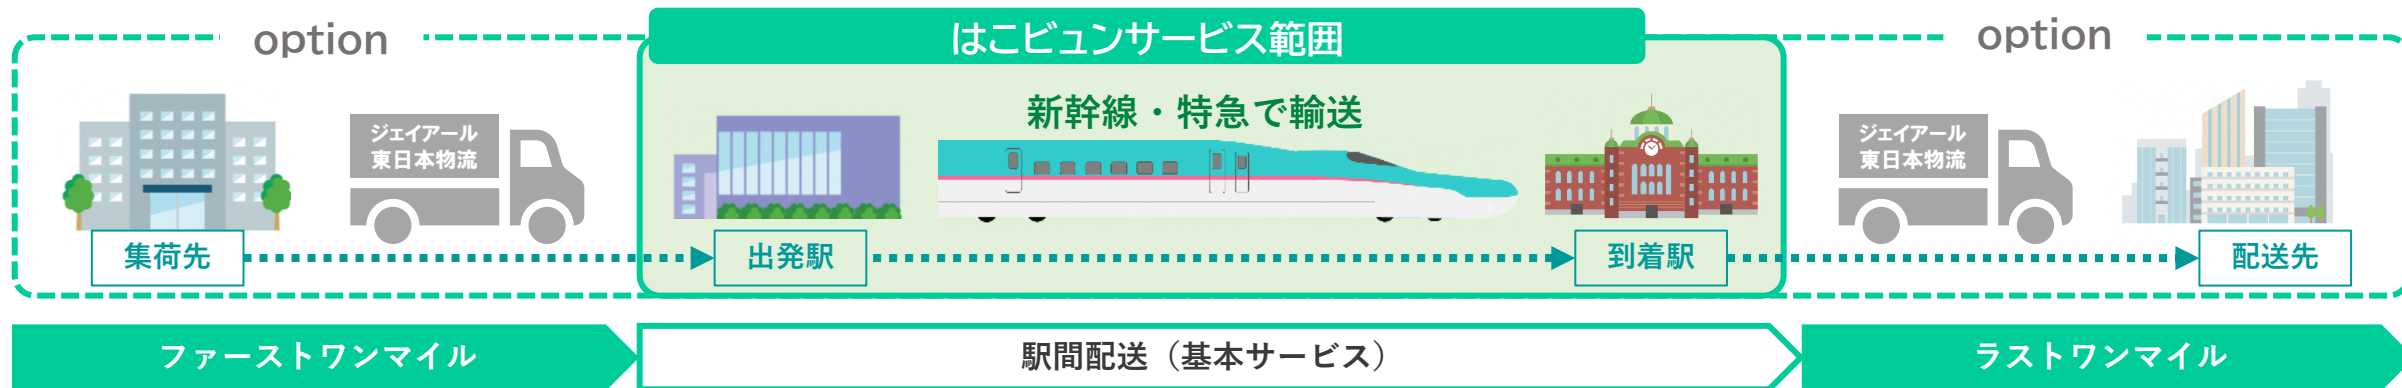 option
はこビュンサービス範囲
option
新幹線・特急で輸送
ジェイアール
東日本物流
ジェイアール
東日本物流
集荷先
出発駅
到着駅
配送先
ファーストワンマイル
駅間配送（基本サービス）
ラストワンマイル